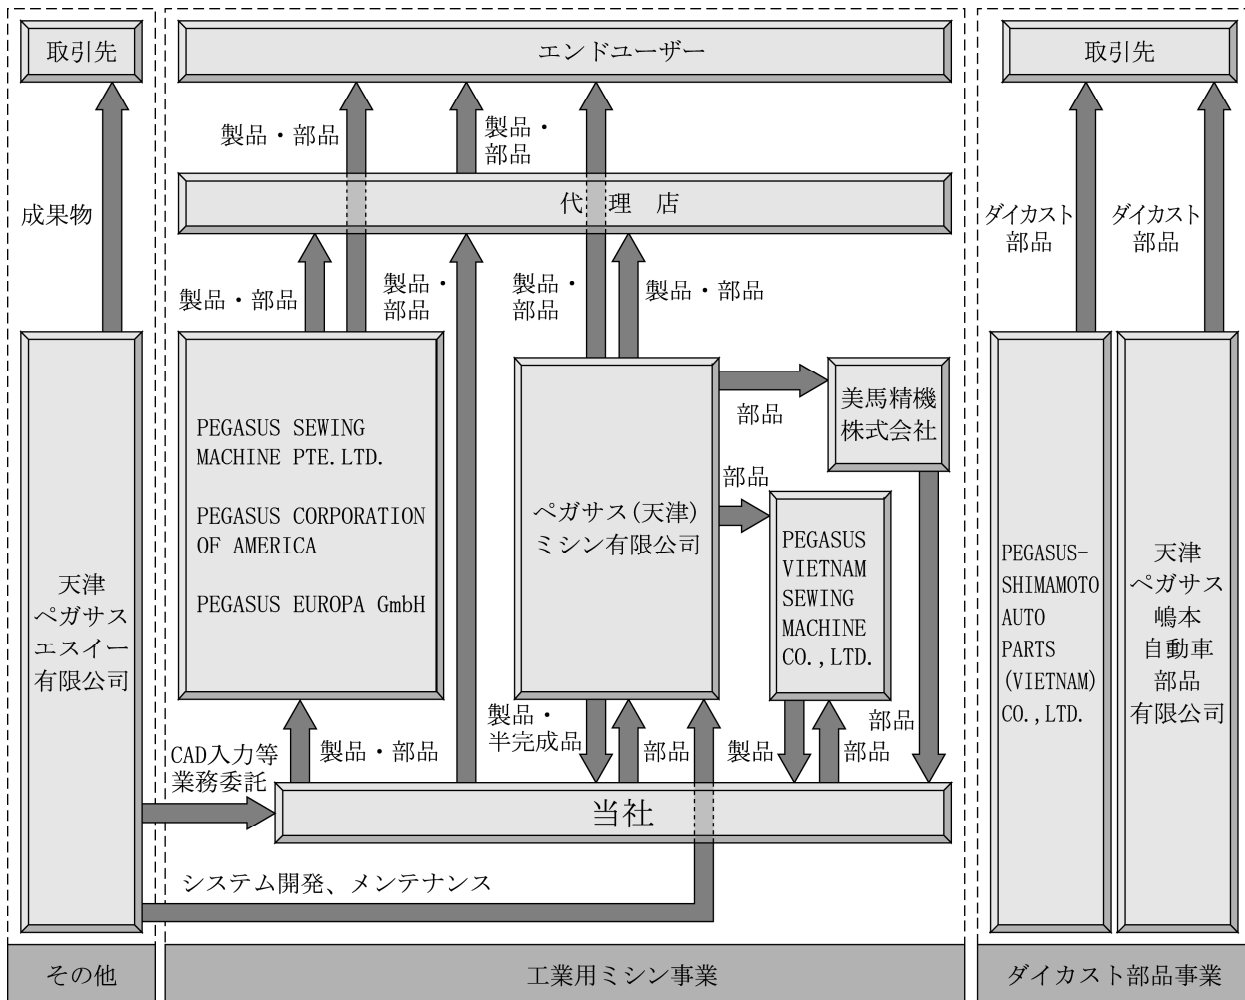 取引先
エンドユーザー
取引先
製品・部品
製品・
部品
代　理　店
成果物
ダイカスト
部品
ダイカスト
部品
製品・部品
製品・
部品
製品・
部品
製品・部品
PEGASUS SEWING
MACHINE PTE.LTD.
PEGASUS CORPORATION
OF AMERICA
PEGASUS EUROPA GmbH
ペガサス(天津)
ミシン有限公司
部品
美馬精機
株式会社
部品
PEGASUS
VIETNAM
SEWING
MACHINE
CO.,LTD.
天津
ペガサス
エスイー
有限公司
PEGASUS-
SHIMAMOTO
AUTO
PARTS
(VIETNAM)
CO.,LTD.
天津
ペガサス
嶋本
自動車
部品
有限公司
CAD入力等
業務委託
製品・部品
製品・
半完成品
部品
製品
部品
部品
当社
システム開発、メンテナンス
その他
工業用ミシン事業
ダイカスト部品事業